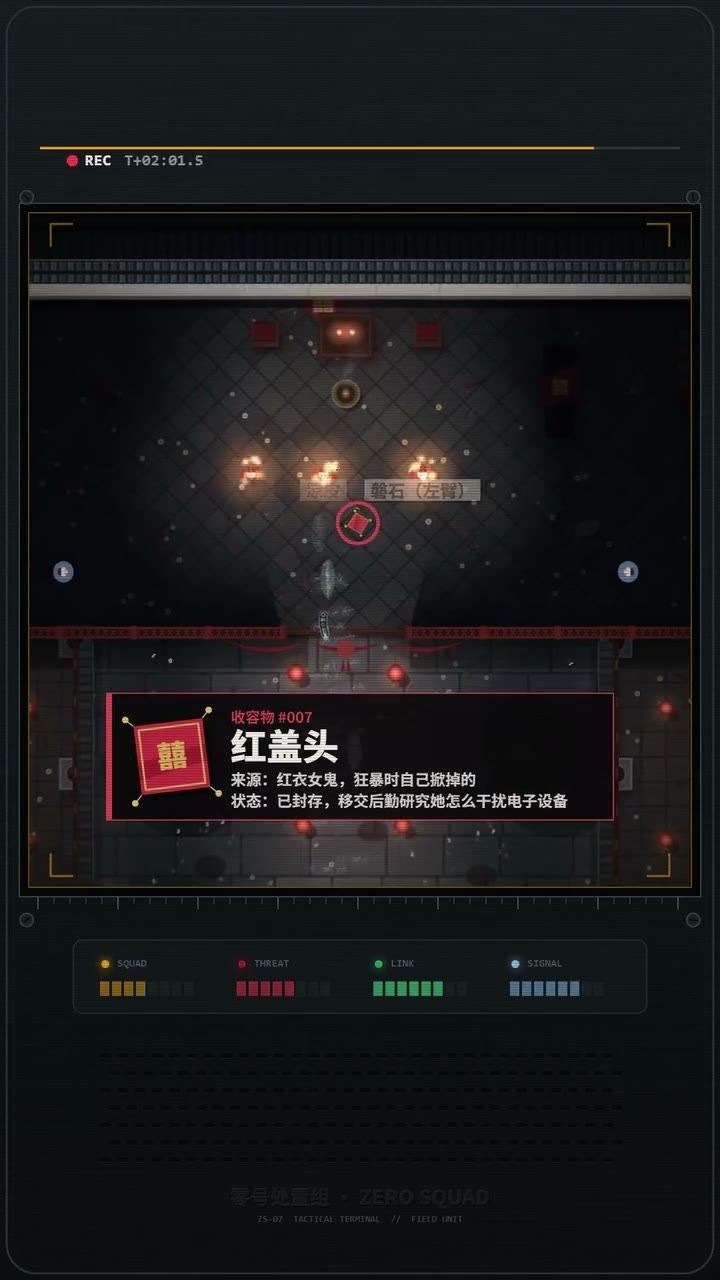 REC T+02:01.5
磐石（左臂）
收容物 #007
囍
红盖头
来源：红衣女鬼，狂暴时自己掀掉的
状态：已封存，移交后勤研究她怎么干扰电子设备
SQUAD THREAT LINK SIGNAL
零号处置组 · ZERO SQUAD
ZS-07 TACTICAL TERMINAL // FIELD UNIT